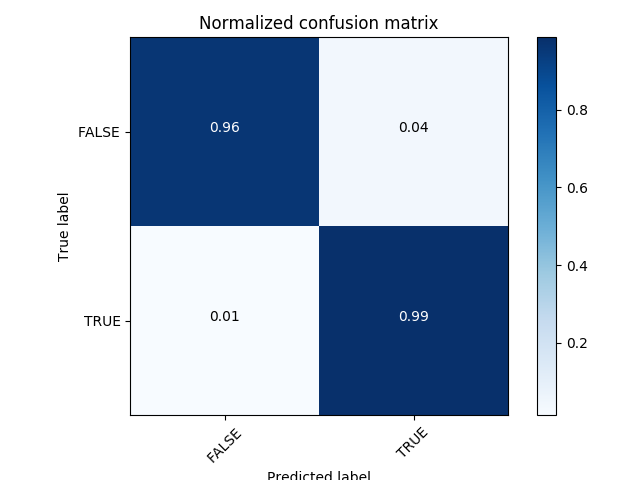 Normalized confusion matrix
True label
FALSE
0.96
0.04
TRUE
0.01
0.99
FALSE
TRUE
Predicted label
0.8
0.6
0.4
0.2